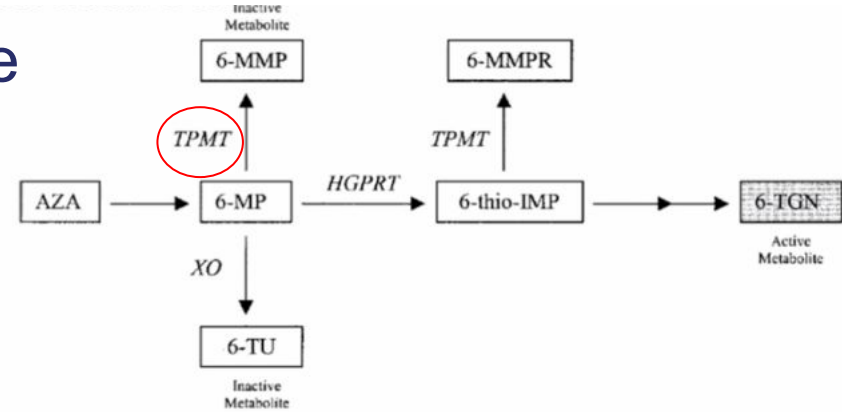 Inactive
Metabolite
e
6-MMP
6-MMPR
TPMT
TPMT
AZA
6-MP
HGPRT
6-thio-IMP
6-TGN
Active
Metabolite
XO
6-TU
Inactive
Metabolite